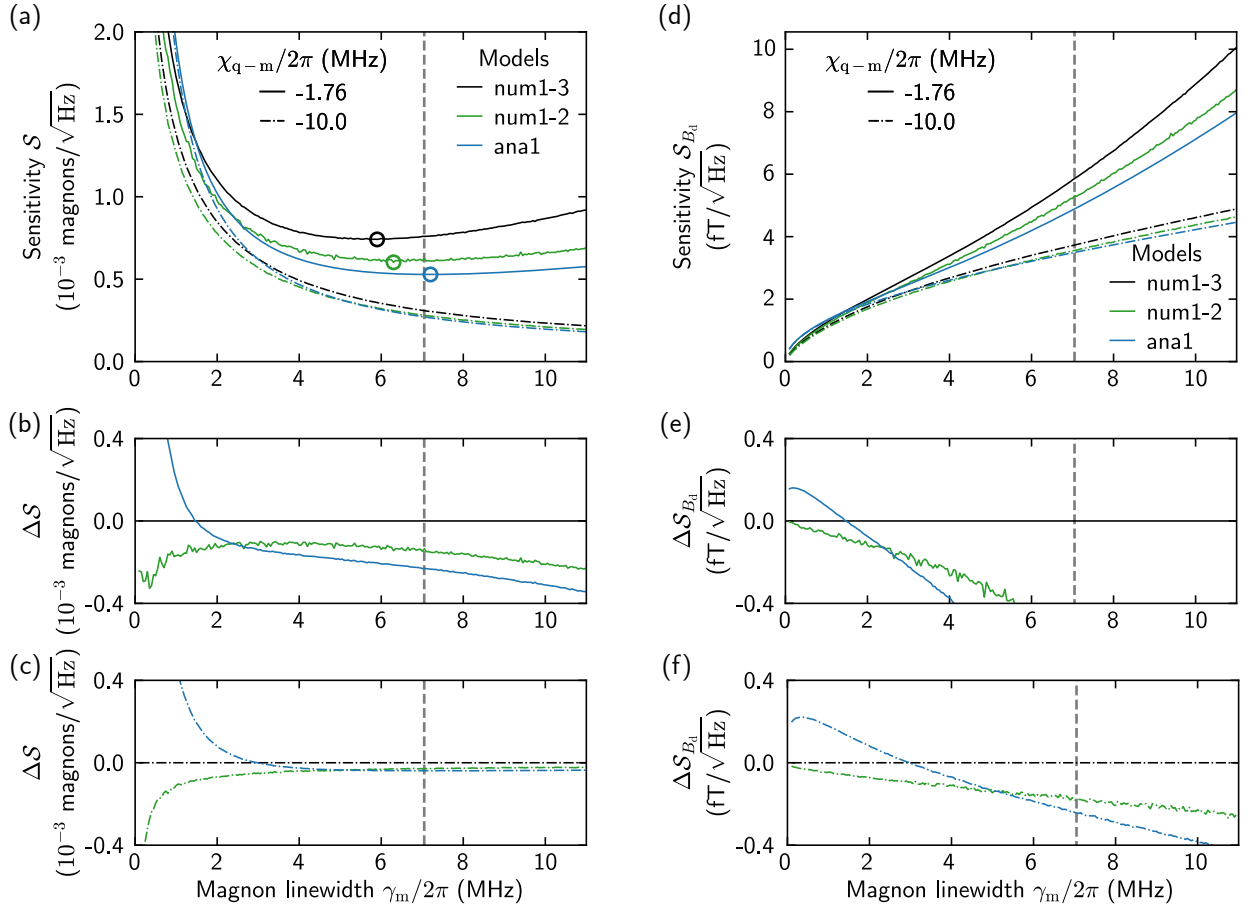 (a)
Sensitivity 𝒮
(10⁻³ magnons/√Hz)
2.0
1.5
1.0
0.5
0.0
χq−m/2π (MHz)
-1.76
-10.0
Models
num1-3
num1-2
ana1
0 2 4 6 8 10
(d)
Sensitivity 𝒮_{B_d}
(fT/√Hz)
10
8
6
4
2
0
χq−m/2π (MHz)
-1.76
-10.0
Models
num1-3
num1-2
ana1
0 2 4 6 8 10
(b)
Δ𝒮
(10⁻³ magnons/√Hz)
0.4
0.0
-0.4
0 2 4 6 8 10
(e)
Δ𝒮_{B_d}
(fT/√Hz)
0.4
0.0
-0.4
0 2 4 6 8 10
(c)
Δ𝒮
(10⁻³ magnons/√Hz)
0.4
0.0
-0.4
0 2 4 6 8 10
Magnon linewidth γm/2π (MHz)
(f)
Δ𝒮_{B_d}
(fT/√Hz)
0.4
0.0
-0.4
0 2 4 6 8 10
Magnon linewidth γm/2π (MHz)